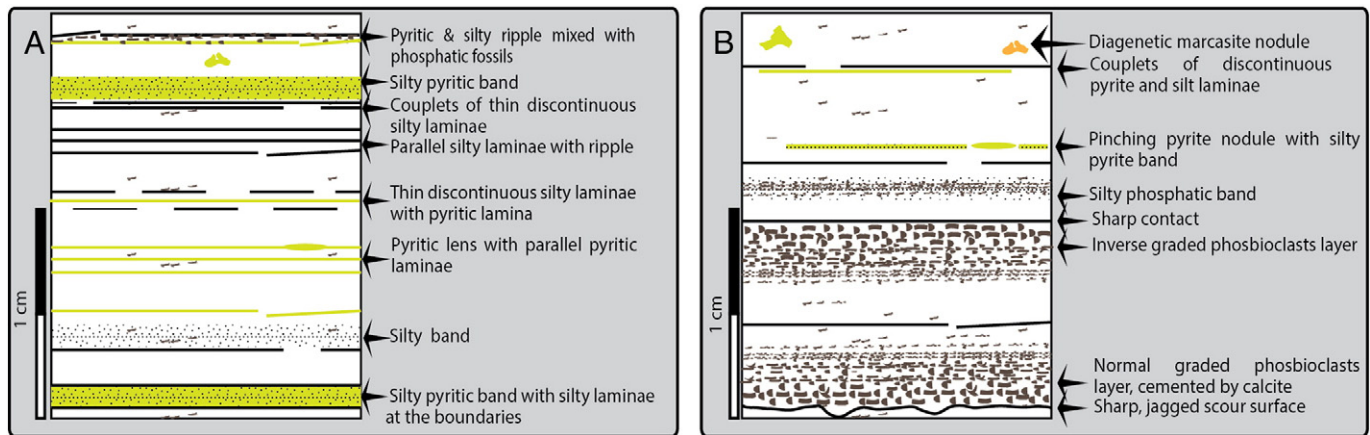 A
Pyritic & silty ripple mixed with
phosphatic fossils
Silty pyritic band
Couplets of thin discontinuous
silty laminae
Parallel silty laminae with ripple
Thin discontinuous silty laminae
with pyritic lamina
Pyritic lens with parallel pyritic
laminae
Silty band
Silty pyritic band with silty laminae
at the boundaries
1 cm
B
Diagenetic marcasite nodule
Couplets of discontinuous
pyrite and silt laminae
Pinching pyrite nodule with silty
pyrite band
Silty phosphatic band
Sharp contact
Inverse graded phosbioclasts layer
Normal graded phosbioclasts
layer, cemented by calcite
Sharp, jagged scour surface
1 cm